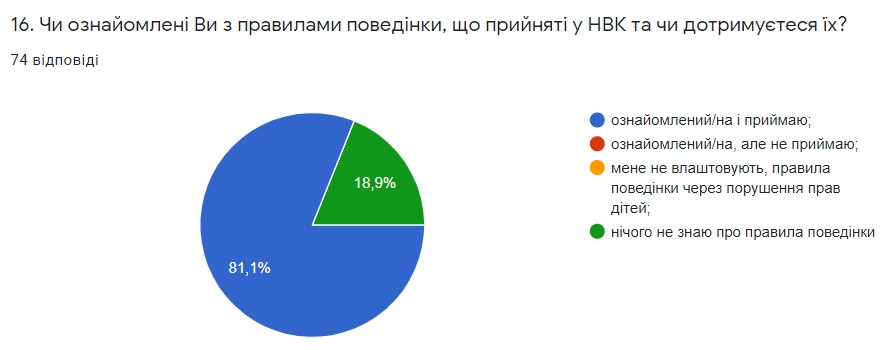 16. Чи ознайомлені Ви з правилами поведінки, що прийняті у НВК та чи дотримуєтеся їх?
74 відповіді
ознайомлений/на і приймаю;
ознайомлений/на, але не приймаю;
мене не влаштовують, правила
поведінки через порушення прав
дітей;
нічого не знаю про правила поведінки
18,9%
81,1%